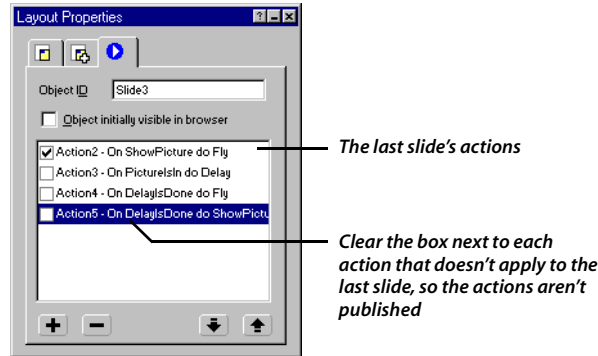 Layout Properties
Object ID
Slide3
Object initially visible in browser
Action2 - On ShowPicture do Fly
Action3 - On PictureIsIn do Delay
Action4 - On DelayIsDone do Fly
Action5 - On DelayIsDone do ShowPictu
The last slide's actions
Clear the box next to each
action that doesn't apply to the
last slide, so the actions aren't
published